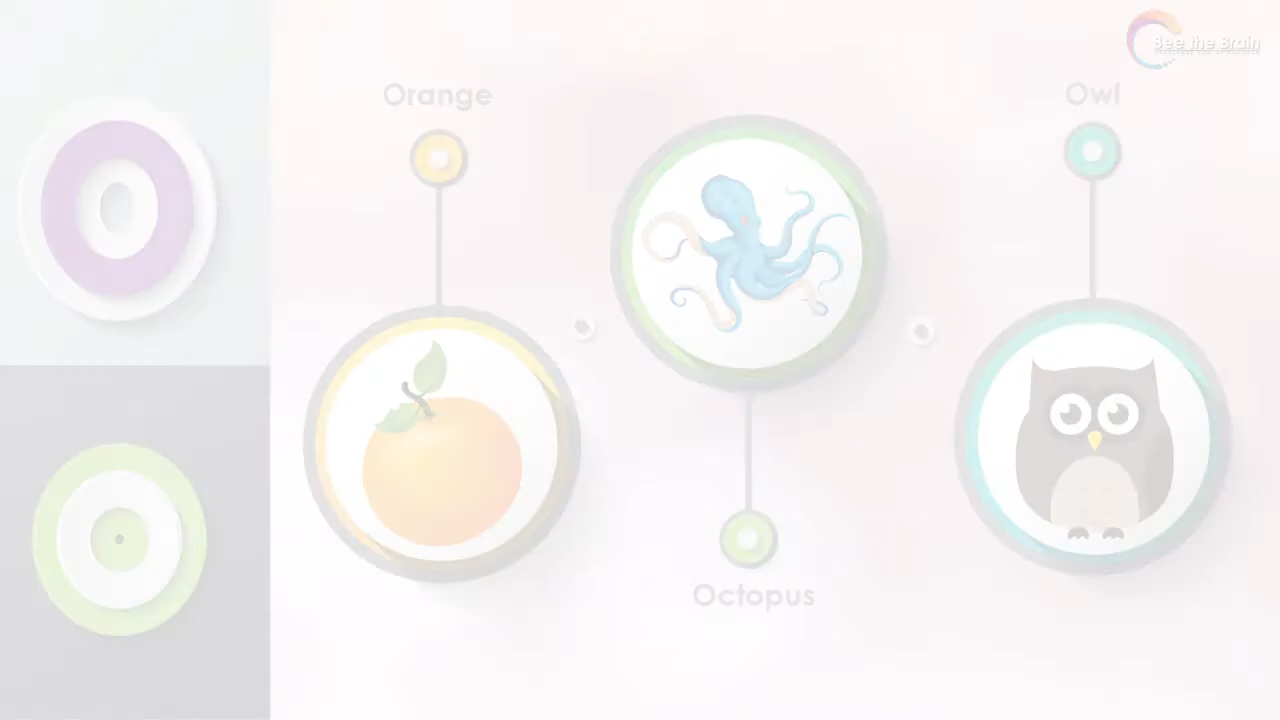 Bee the Brain
O
o
Orange
Octopus
Owl